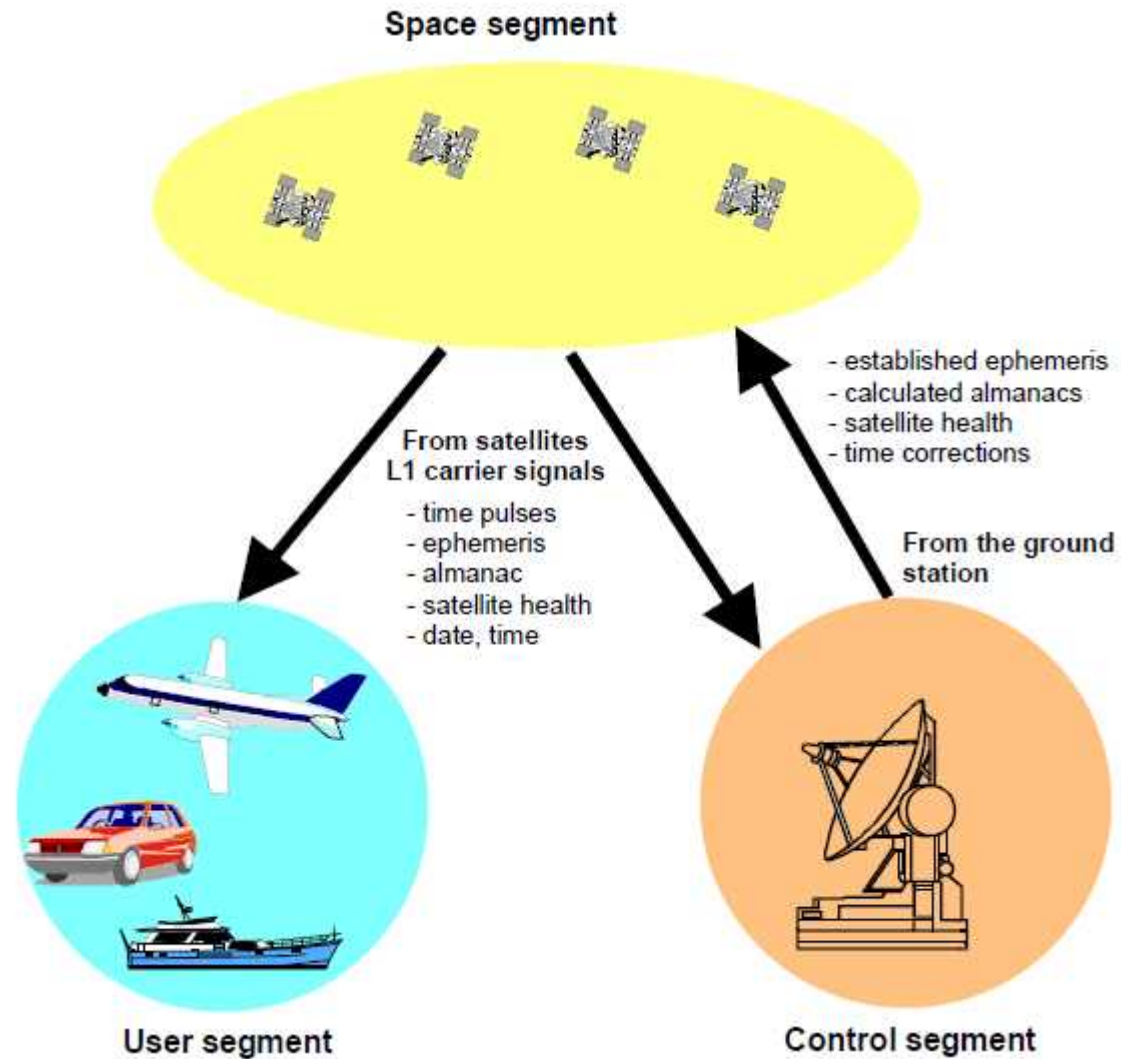 Space segment
- established ephemeris
- calculated almanacs
- satellite health
- time corrections
From satellites
L1 carrier signals
- time pulses
- ephemeris
- almanac
- satellite health
- date, time
From the ground
station
User segment
Control segment